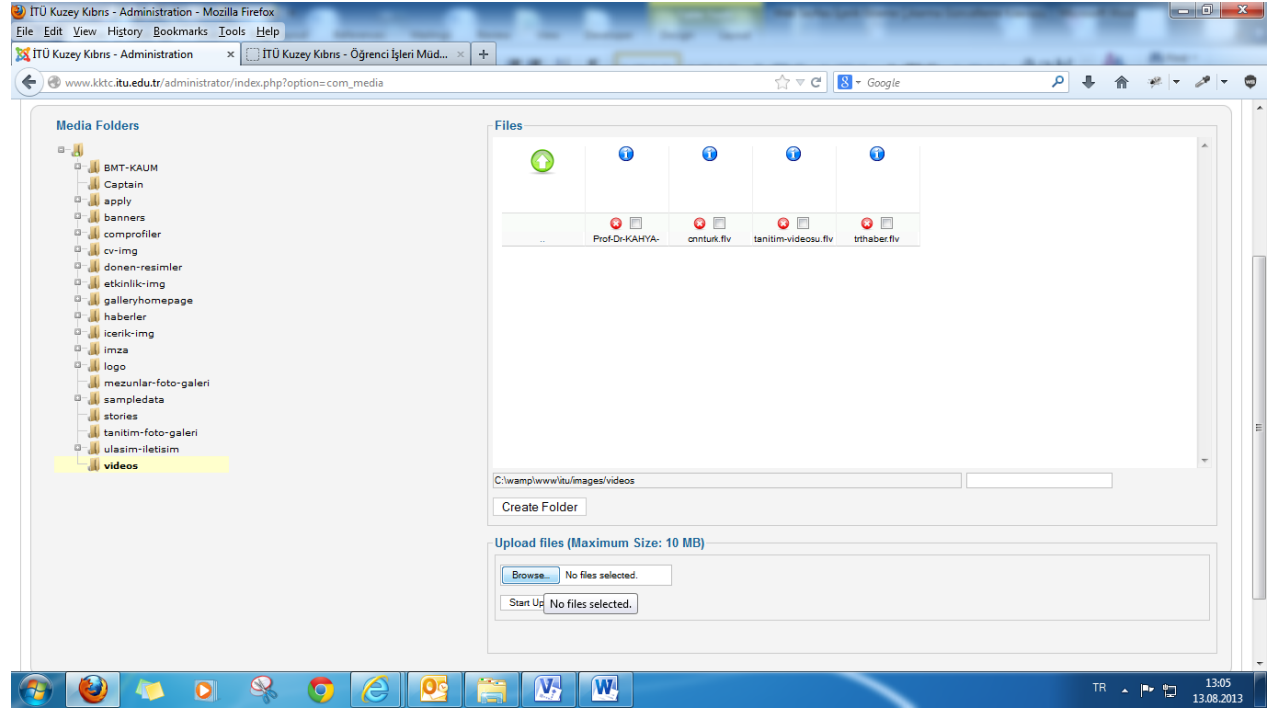 İTÜ Kuzey Kıbrıs - Administration - Mozilla Firefox
File Edit View History Bookmarks Tools Help
İTÜ Kuzey Kıbrıs - Administration × İTÜ Kuzey Kıbrıs - Öğrenci İşleri Müd... × +
www.kktc.itu.edu.tr/administrator/index.php?option=com_media
Google
Media Folders
BMT-KAUM
Captain
apply
banners
comprofiler
cv-img
donen-resimler
etkinlik-img
galleryhomepage
haberler
icerik-img
imza
logo
mezunlar-foto-galeri
sampledata
stories
tanitim-foto-galeri
ulasim-iletisim
videos
Files
.. Prof-Dr-KAHYA- cnnturk.flv tanitim-videosu.flv trthaber.flv
C:\wamp\www\itu/images/videos
Create Folder
Upload files (Maximum Size: 10 MB)
Browse... No files selected.
Start Up
No files selected.
TR
13:05
13.08.2013